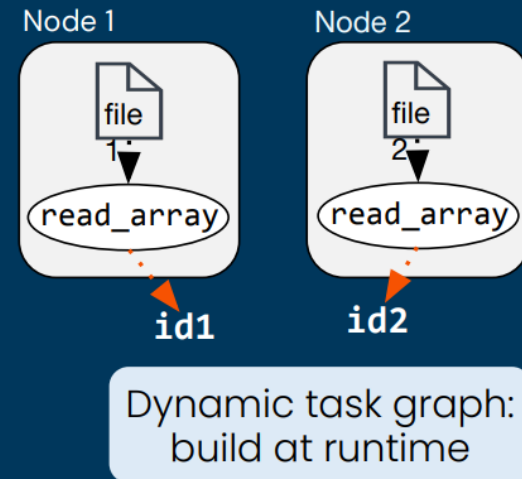 Node 1
Node 2
file
1
file
2
read_array
read_array
id1
id2
Dynamic task graph:
build at runtime